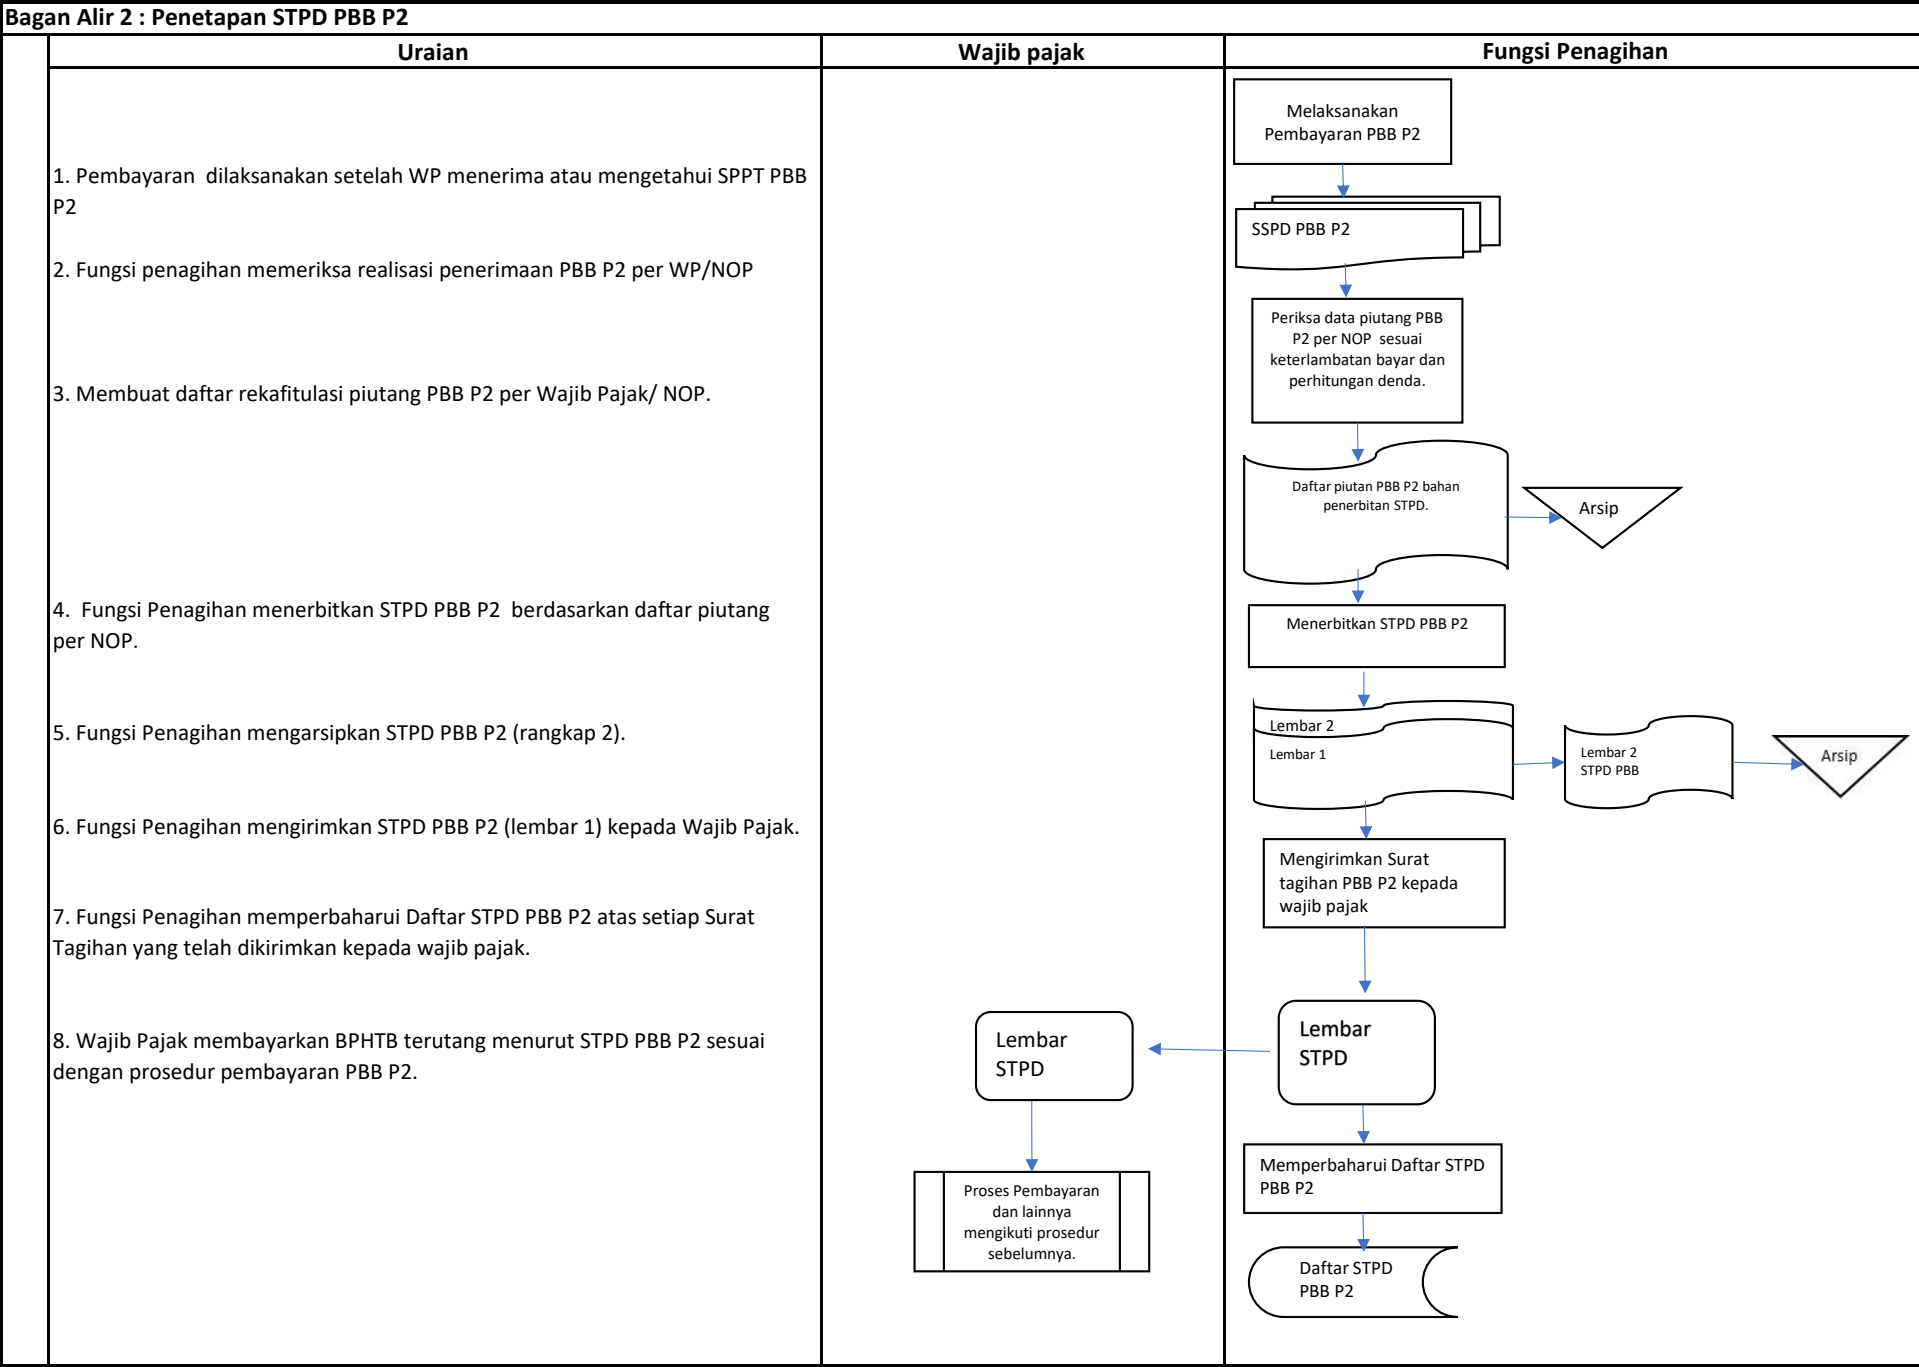 Bagan Alir 2 : Penetapan STPD PBB P2
Uraian
Wajib pajak
Fungsi Penagihan
1. Pembayaran  dilaksanakan setelah WP menerima atau mengetahui SPPT PBB
P2
2. Fungsi penagihan memeriksa realisasi penerimaan PBB P2 per WP/NOP
3. Membuat daftar rekafitulasi piutang PBB P2 per Wajib Pajak/ NOP.
4.  Fungsi Penagihan menerbitkan STPD PBB P2  berdasarkan daftar piutang
per NOP.
5. Fungsi Penagihan mengarsipkan STPD PBB P2 (rangkap 2).
6. Fungsi Penagihan mengirimkan STPD PBB P2 (lembar 1) kepada Wajib Pajak.
7. Fungsi Penagihan memperbaharui Daftar STPD PBB P2 atas setiap Surat
Tagihan yang telah dikirimkan kepada wajib pajak.
8. Wajib Pajak membayarkan BPHTB terutang menurut STPD PBB P2 sesuai
dengan prosedur pembayaran PBB P2.
Lembar
STPD
Proses Pembayaran
dan lainnya
mengikuti prosedur
sebelumnya.
Melaksanakan
Pembayaran PBB P2
SSPD PBB P2
Periksa data piutang PBB
P2 per NOP  sesuai
keterlambatan bayar dan
perhitungan denda.
Daftar piutan PBB P2 bahan
penerbitan STPD.
Arsip
Menerbitkan STPD PBB P2
Lembar 2
Lembar 1
Lembar 2
STPD PBB
Arsip
Mengirimkan Surat
tagihan PBB P2 kepada
wajib pajak
Lembar
STPD
Memperbaharui Daftar STPD
PBB P2
Daftar STPD
PBB P2